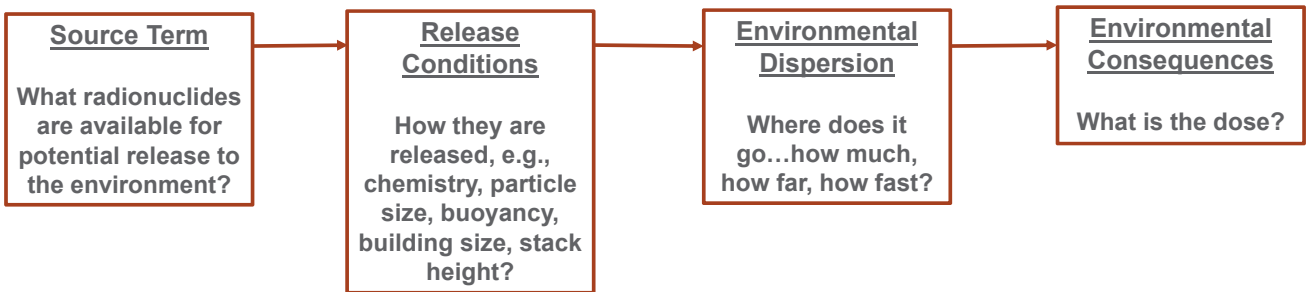 Source Term
What radionuclides
are available for
potential release to
the environment?
Release
Conditions
How they are
released, e.g.,
chemistry, particle
size, buoyancy,
building size, stack
height?
Environmental
Dispersion
Where does it
go…how much,
how far, how fast?
Environmental
Consequences
What is the dose?